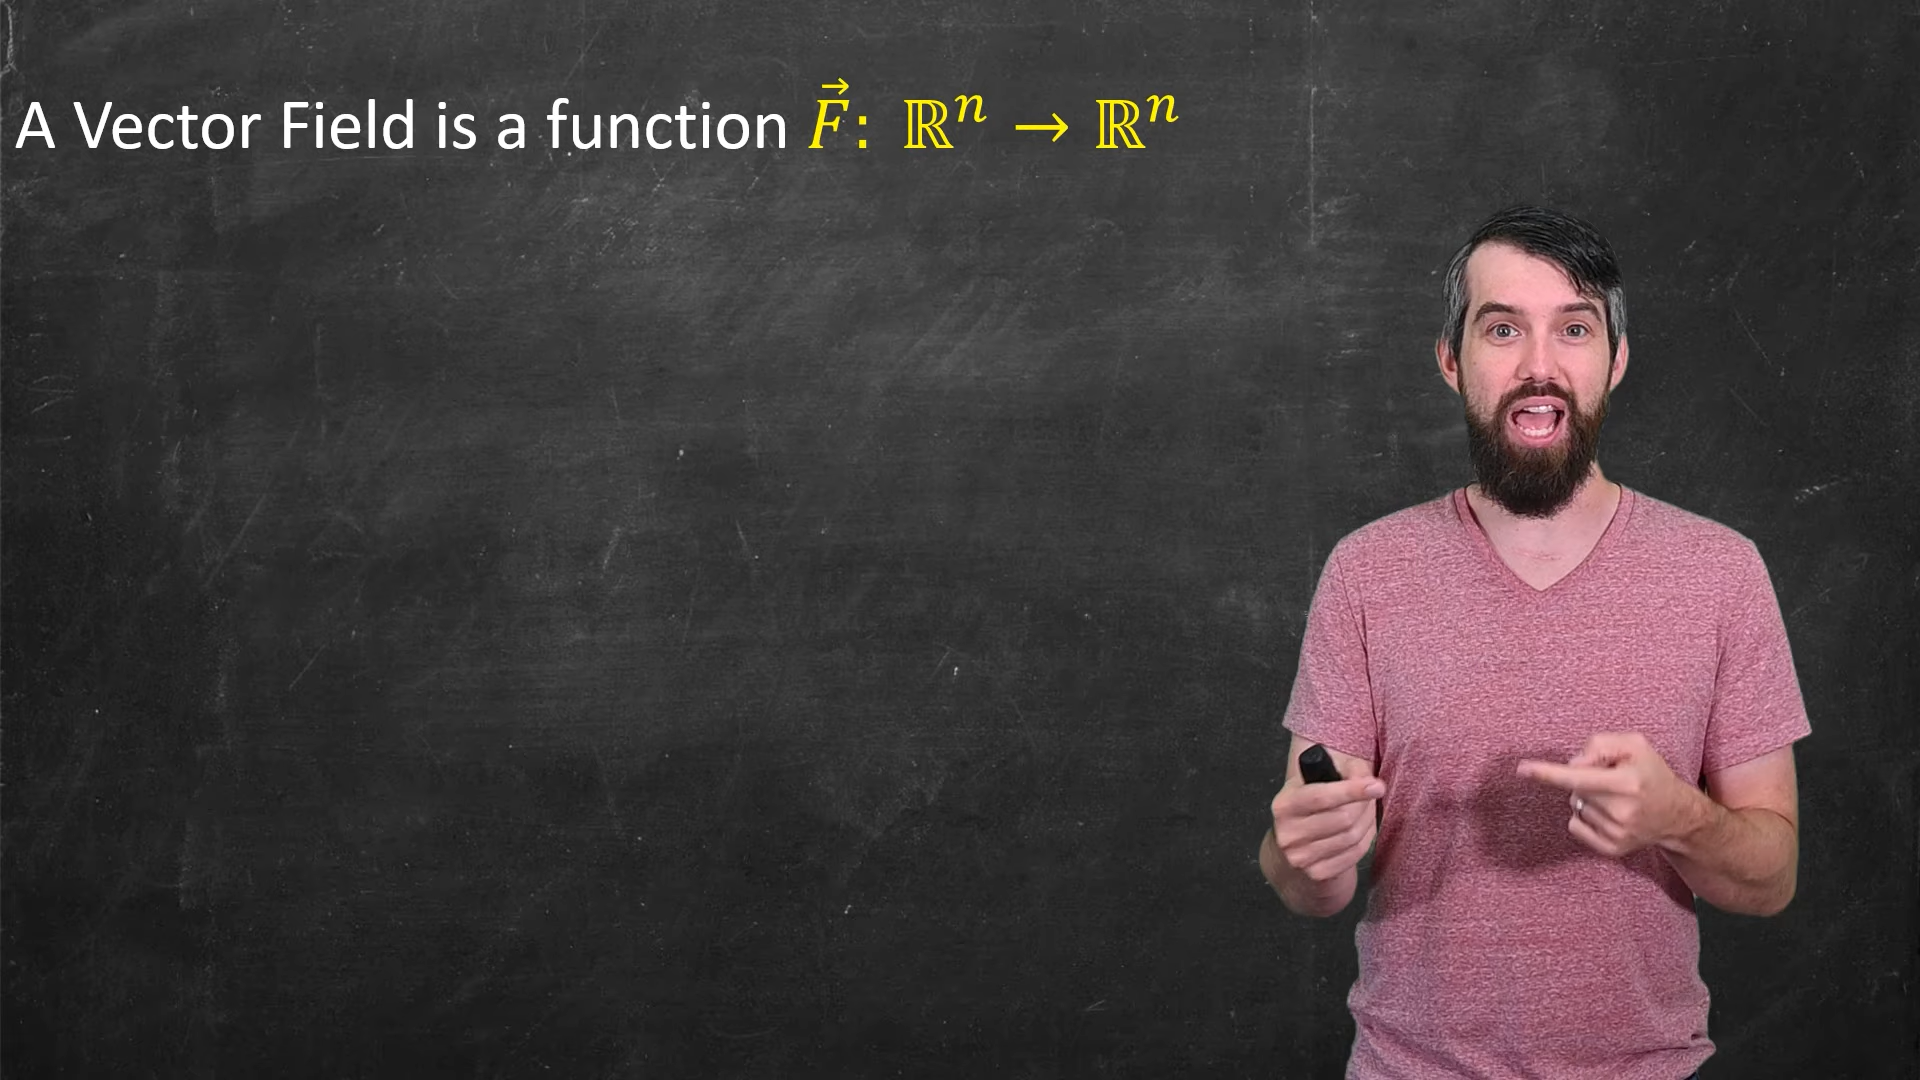 A Vector Field is a function $\vec{F}: \mathbb{R}^n \to \mathbb{R}^n$